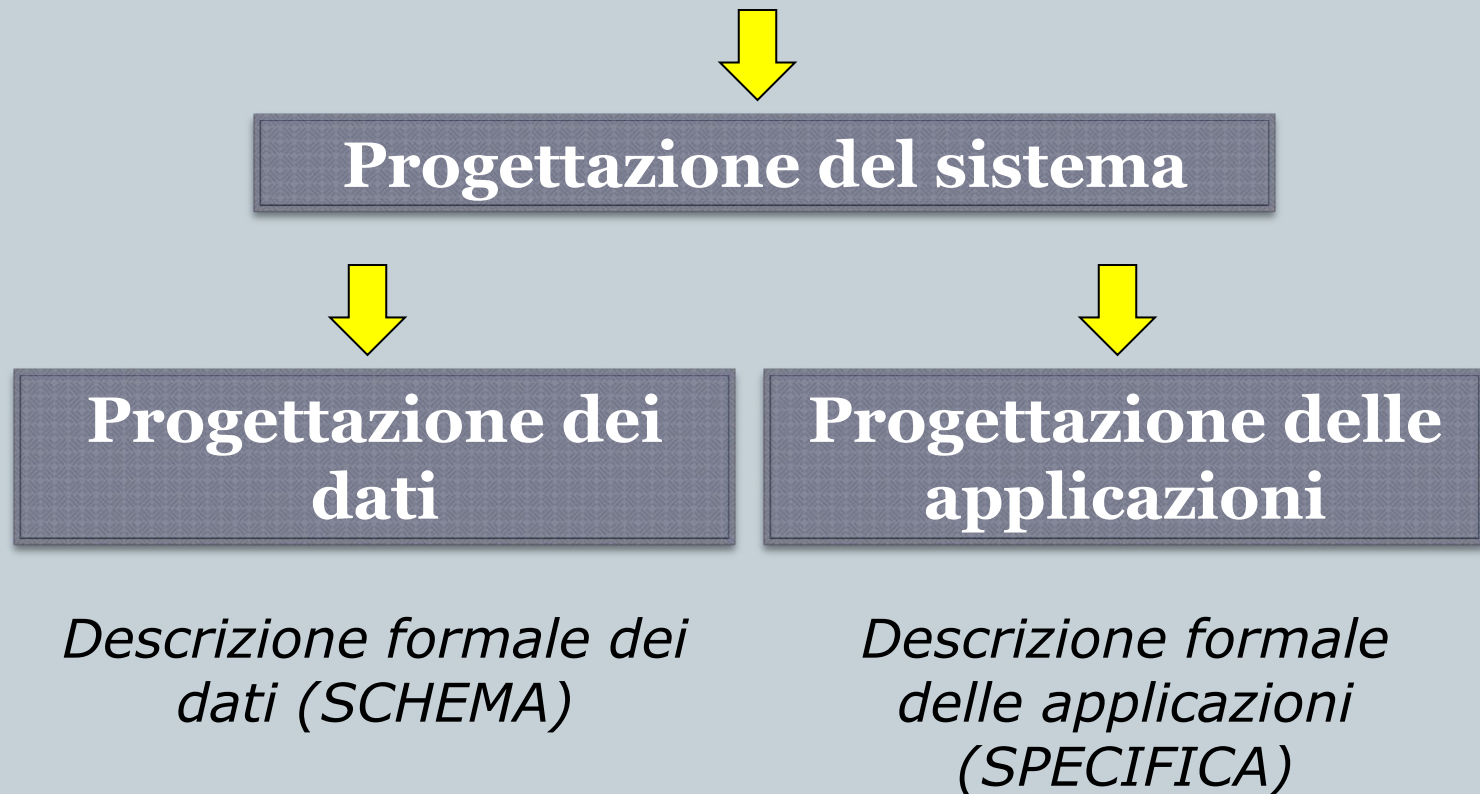 Progettazione del sistema
Progettazione dei
dati
Progettazione delle
applicazioni
Descrizione formale dei
dati (SCHEMA)
Descrizione formale
delle applicazioni
(SPECIFICA)